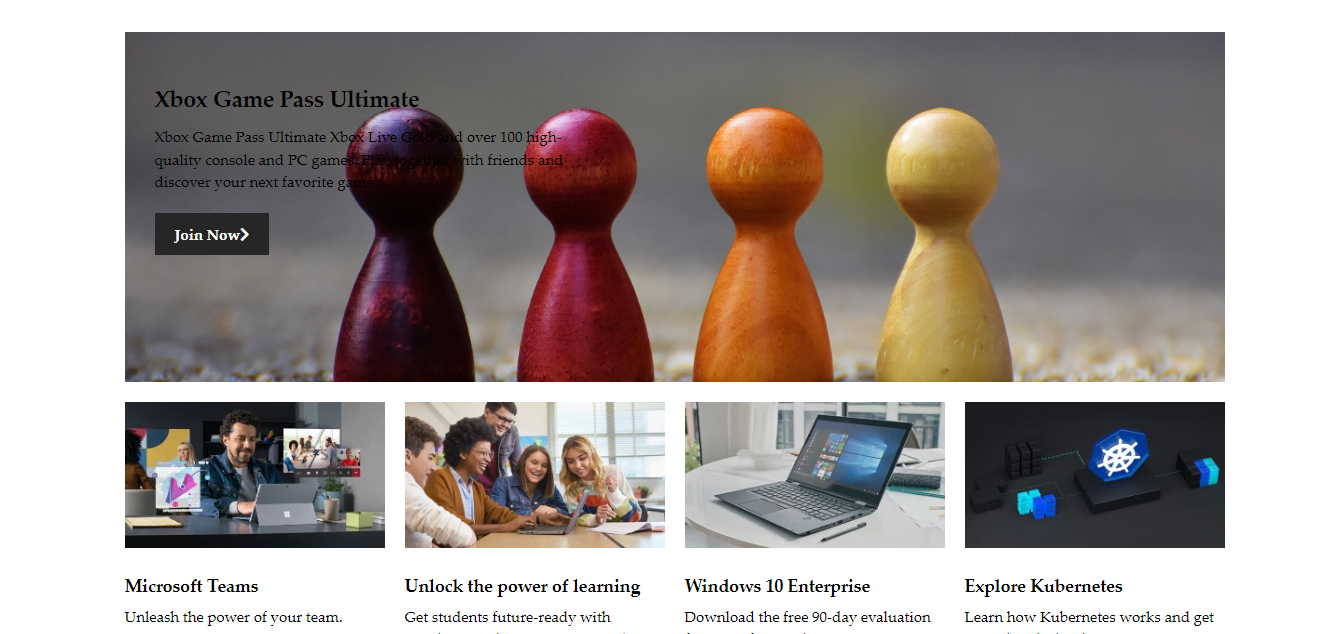 Xbox Game Pass Ultimate
Xbox Game Pass Ultimate Xbox Live Gold and over 100 high-
quality console and PC games. Play together with friends and
discover your next favorite game.
Join Now
Microsoft Teams
Unlock the power of learning
Windows 10 Enterprise
Explore Kubernetes
Unleash the power of your team.
Get students future-ready with
Download the free 90-day evaluation
Learn how Kubernetes works and get